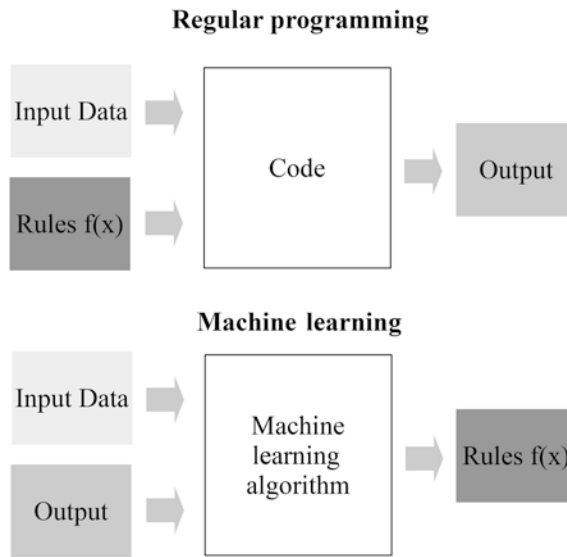 Regular programming
Input Data
Code
Output
Rules f(x)
Machine learning
Input Data
Machine
learning
algorithm
Rules f(x)
Output